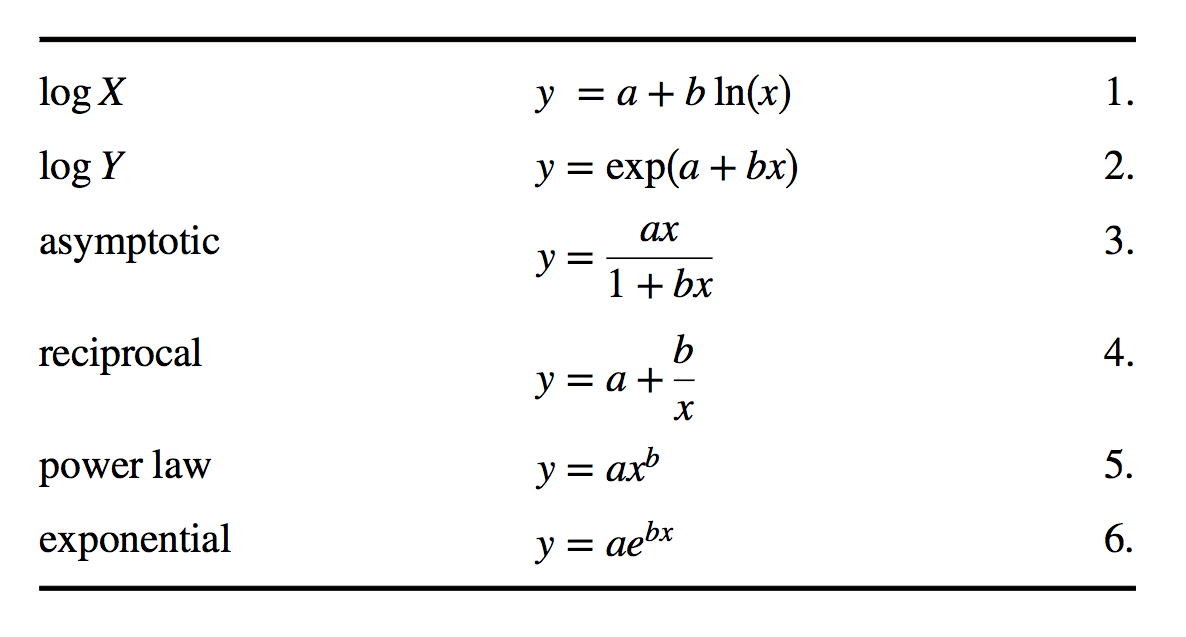 log X y = a + b ln(x) 1.
log Y y = exp(a + bx) 2.
asymptotic y = ax / 1 + bx 3.
reciprocal y = a + b / x 4.
power law y = ax^b 5.
exponential y = ae^bx 6.